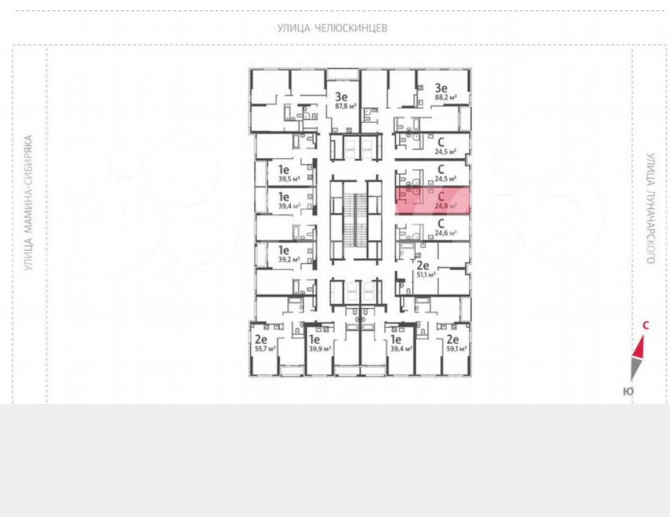 УЛИЦА ЧЕЛЮСКИНЦЕВ
УЛИЦА МАМИНА-СИБИРЯКА
УЛИЦА ЛУНАЧАРСКОГО
3е
87,8 м²
3е
88,2 м²
С
24,5 м²
1е
39,5 м²
С
24,5 м²
1е
39,4 м²
С
24,8 м²
С
24,6 м²
1е
39,2 м²
2е
51,1 м²
2е
55,7 м²
1е
39,9 м²
1е
39,4 м²
2е
59,1 м²
С
Ю